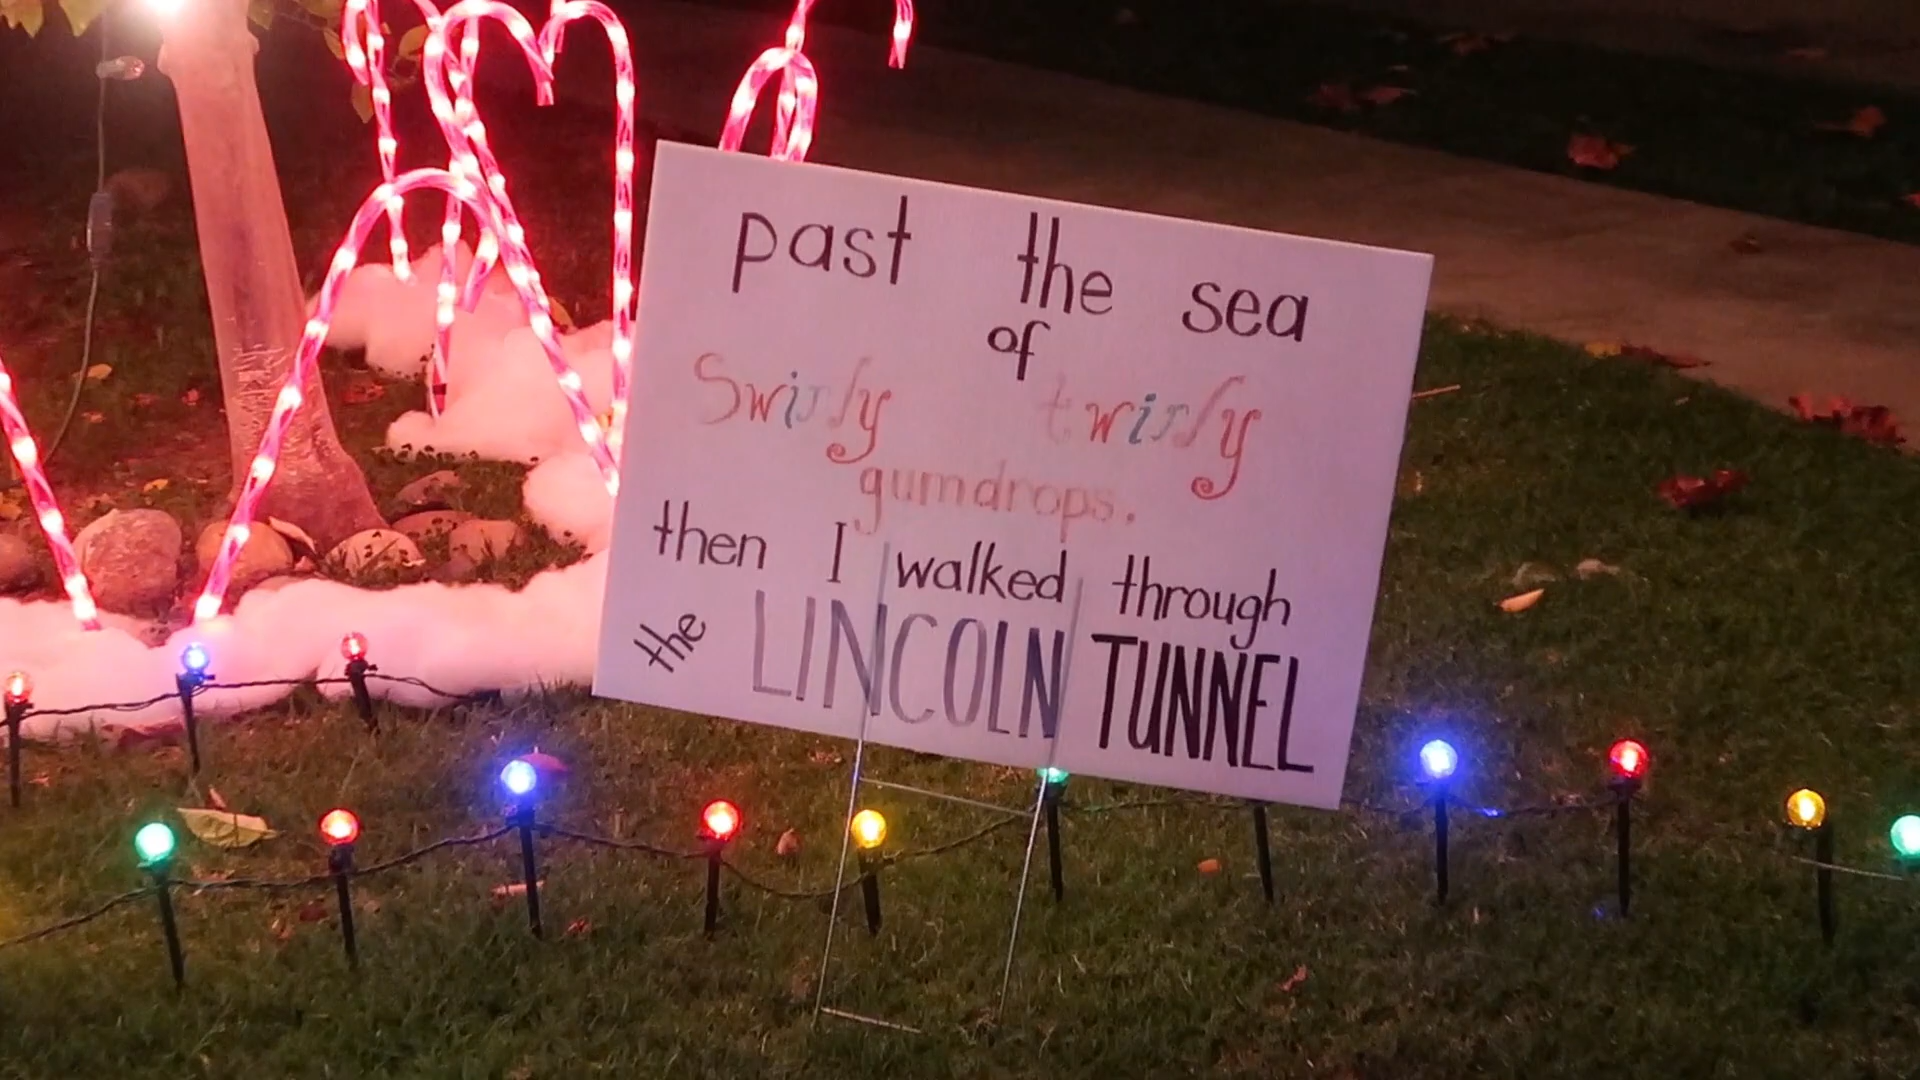 past the sea
of
Swirly twirly
gumdrops.
then I walked through
the LINCOLN TUNNEL